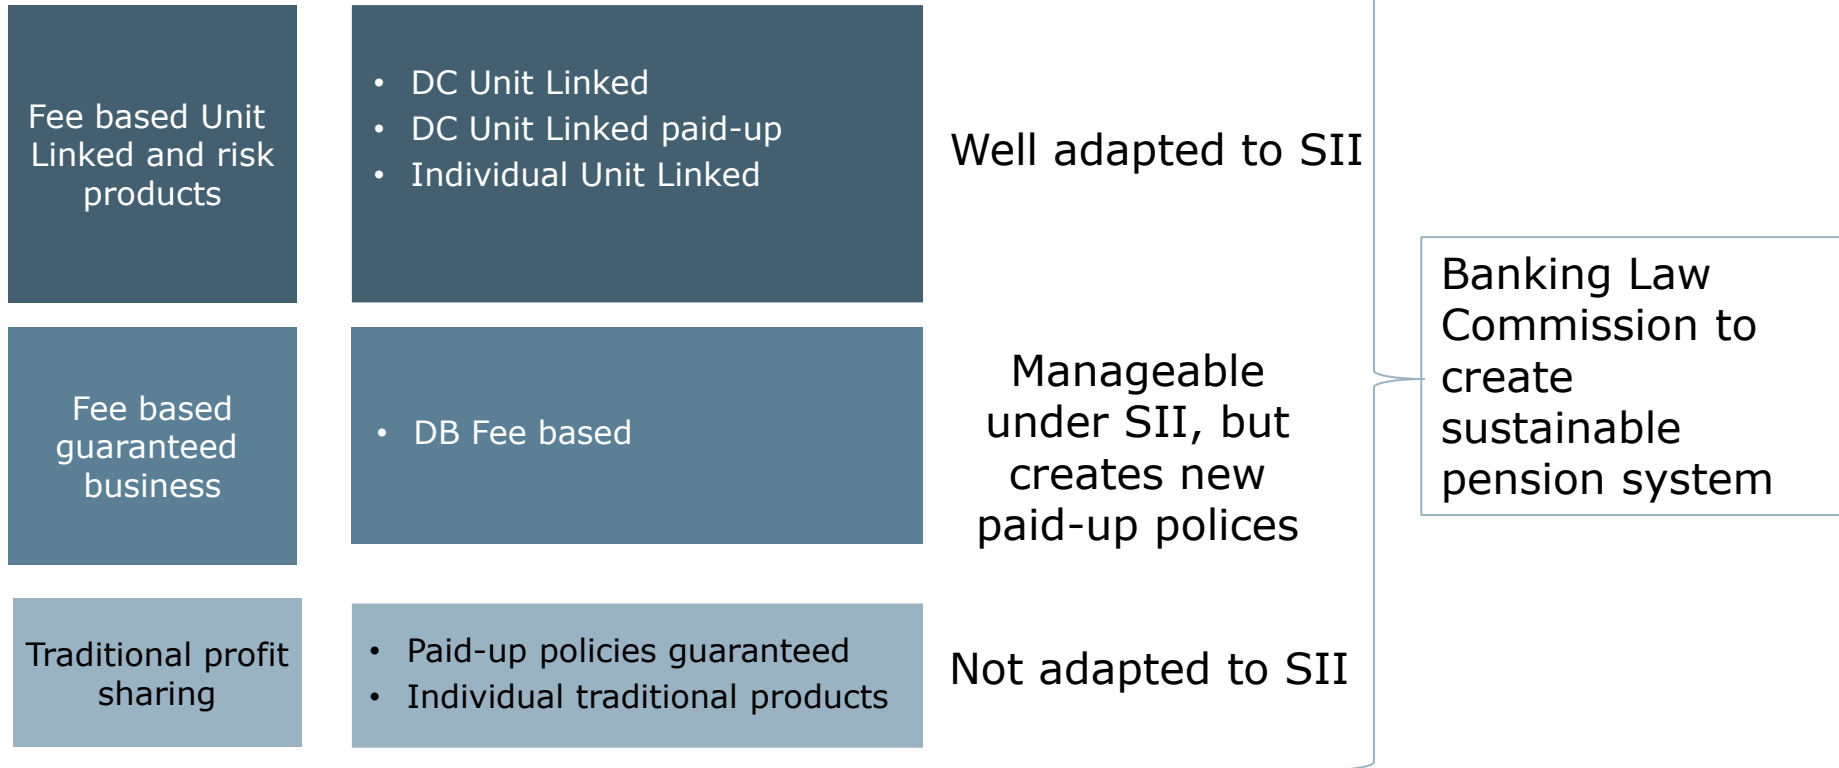 Fee based Unit
Linked and risk
products
• DC Unit Linked
• DC Unit Linked paid-up
• Individual Unit Linked
Well adapted to SII
Fee based
guaranteed
business
• DB Fee based
Manageable
under SII, but
creates new
paid-up polices
Traditional profit
sharing
• Paid-up policies guaranteed
• Individual traditional products
Not adapted to SII
Banking Law
Commission to
create
sustainable
pension system